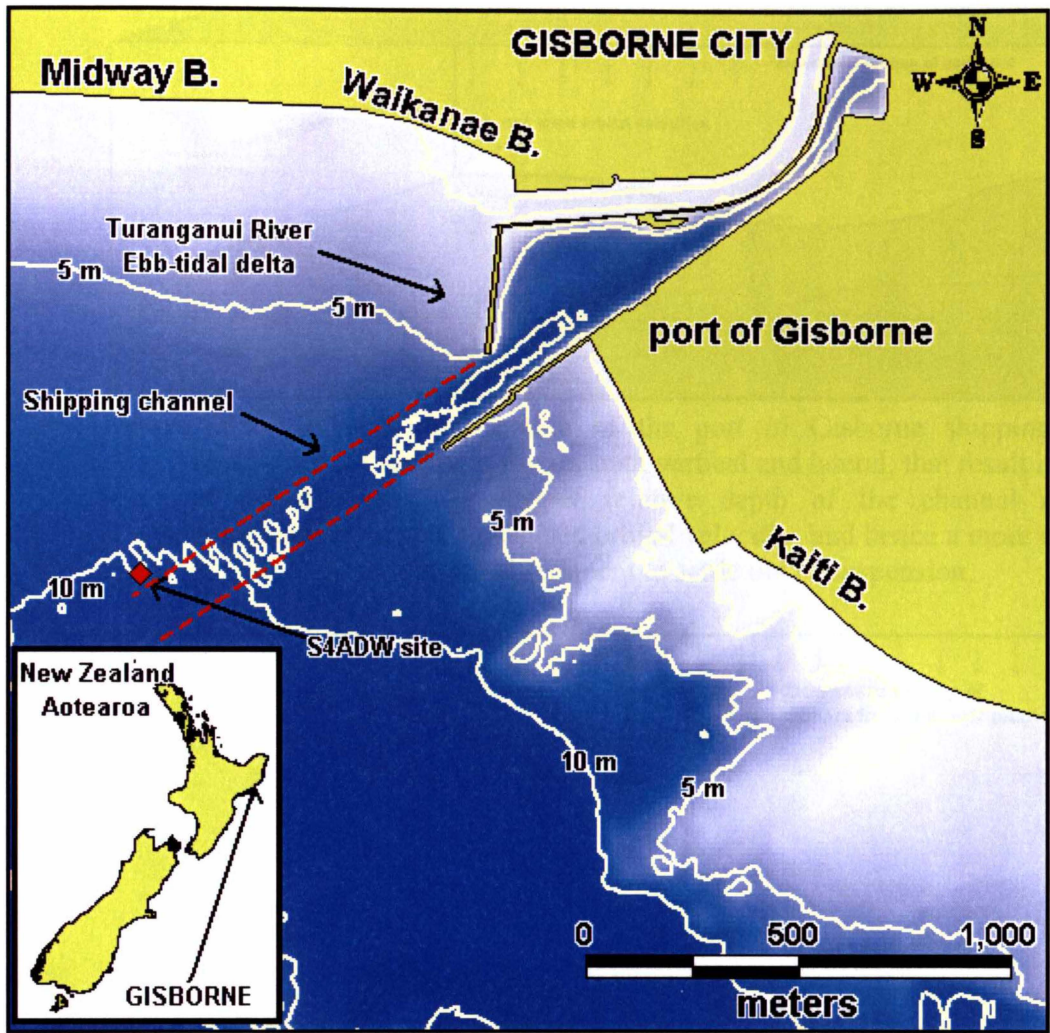 GISBORNE CITY
N
W
E
S
Midway B.
Waikanae B.
Turanganui River
Ebb-tidal delta
5 m
5 m
port of Gisborne
Shipping channel
5 m
Kaiti B.
10 m
S4ADW site
New Zealand
Aotearoa
10 m
5 m
0 500 1,000
meters
GISBORNE